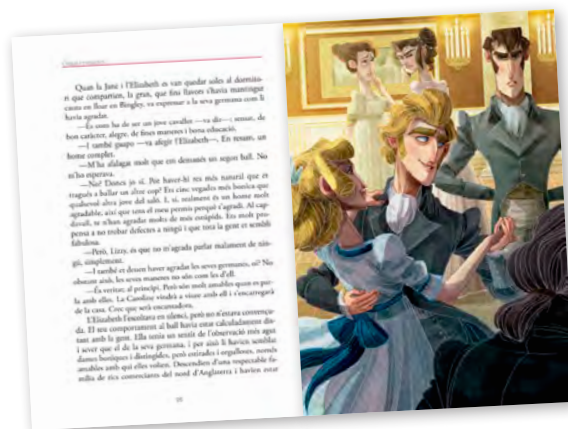 Quan la Jane i l'Elizabeth es van quedar soles al dormito-
ri que compartien, la gran, que fins llavors s'havia mantingut
cauta en lloar en Bingley, va expressar a la seva germana com li
havia agradat.
—És com ha de ser un jove cavaller —va dir—: sensat, de
bon caràcter, alegre, de fines maneres i bona educació.
—I també guapo —va afegir l'Elizabeth—. En resum, un
home complet.
—M'ha afalagat molt que em demanés un segon ball. No
m'ho esperava.
—No? Doncs jo sí. Pot haver-hi res més natural que et
tragués a ballar un altre cop? Ets cinc vegades més bonica que
qualsevol altra jove del saló. I, sí, realment és un home molt
agradable, així que tens el meu permís perquè t'agradi. Al cap-
davall, se n'han agradat molts de més insípids. Ets molt pro-
pensa a no trobar defectes a ningú i que tota la gent et sembli
fabulosa.
—Però, Lizzy, és que no m'agrada parlar malament de nin-
gú, simplement.
—I també et deuen haver agradat les seves germanes, oi? No
obstant això, les seves maneres no són com les d'ell.
—És veritat; al principi. Però són molt amables quan es par-
la amb elles. La Caroline vindrà a viure amb ell i s'encarregarà
de la casa. Crec que serà encantadora.
L'Elizabeth l'escoltava en silenci, però no n'estava convença-
da. El seu comportament al ball havia estat calculadament dis-
tant amb la gent. Ella tenia un sentit de l'observació més agut
i sever que el de la seva germana, i per això li havien semblat
dames boniques i distingides, però estirades i orgulloses, només
amables amb qui elles volien. Descendien d'una respectable fa-
mília de rics comerciants del nord d'Anglaterra i havien estat